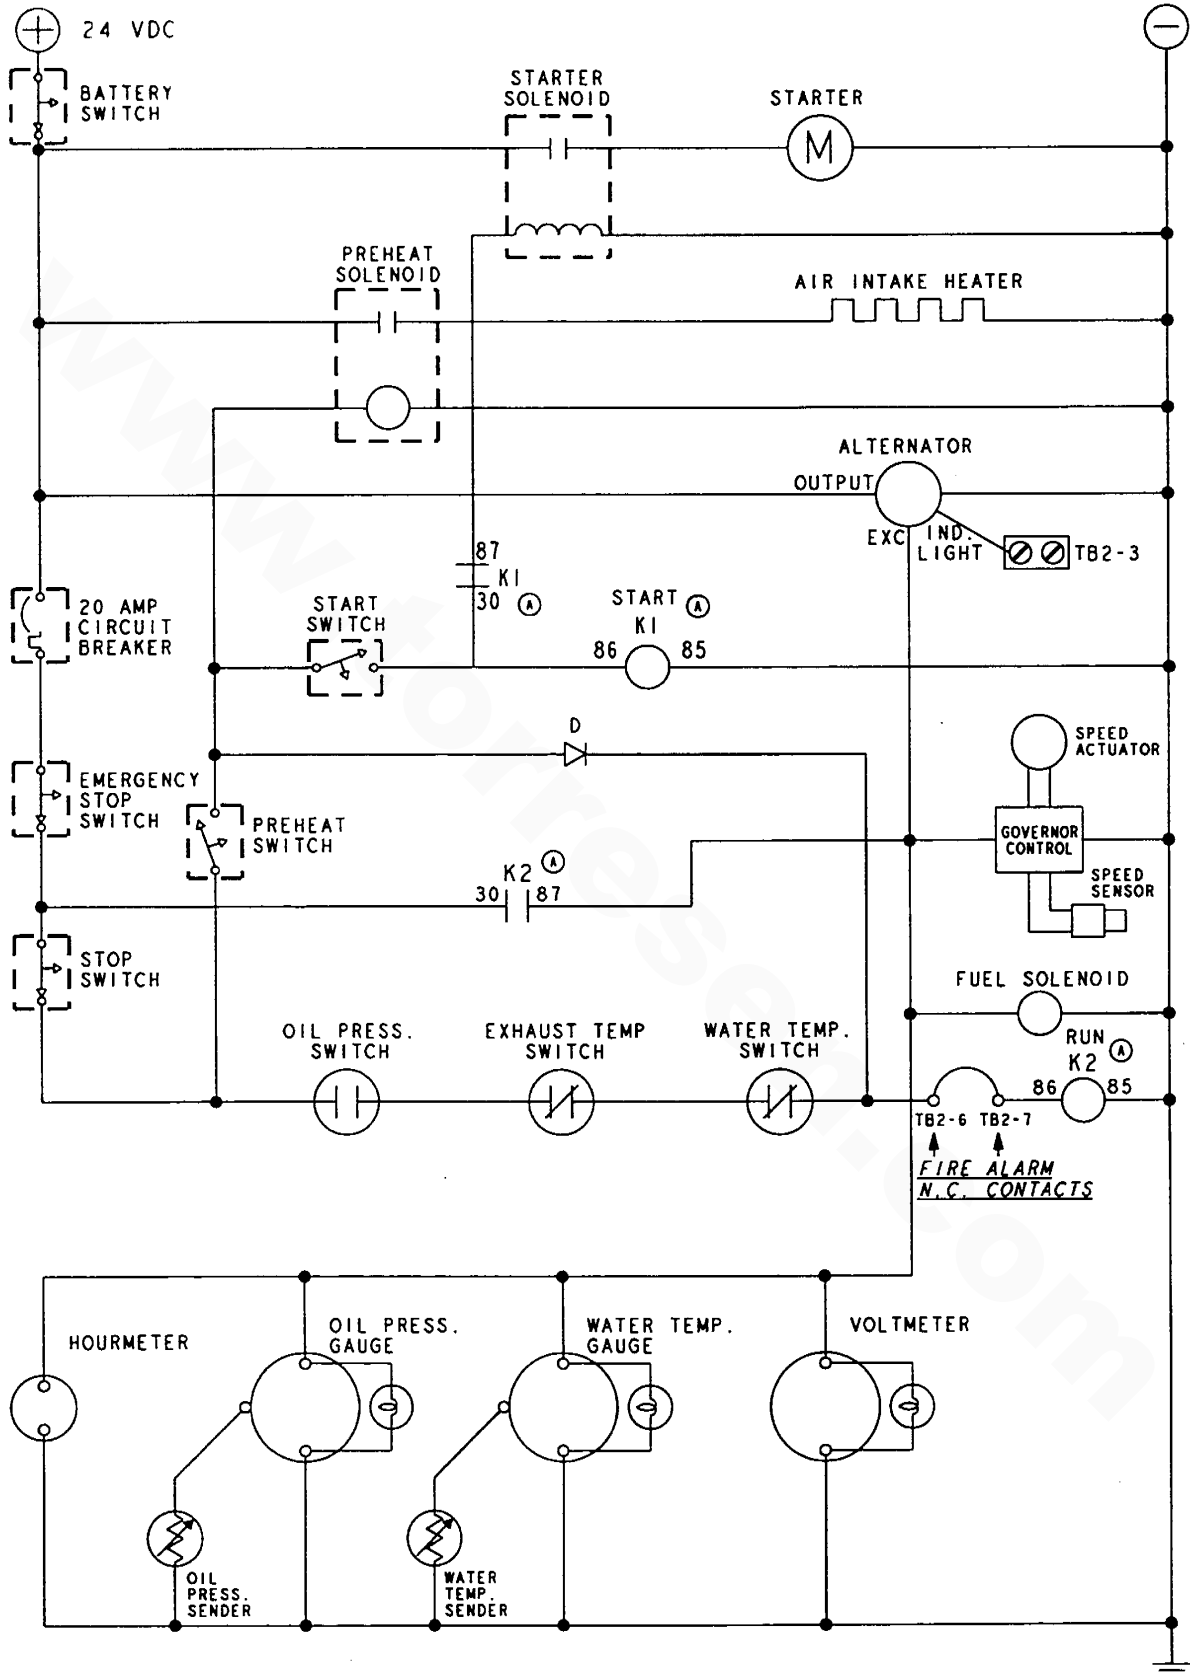 24 VDC
BATTERY
SWITCH
STARTER
SOLENOID
STARTER
M
PREHEAT
SOLENOID
AIR INTAKE HEATER
ALTERNATOR
OUTPUT
EXC
IND.
LIGHT
TB2-3
87
K1
30 A
20 AMP
CIRCUIT
BREAKER
START
SWITCH
START A
K1
86 85
D
SPEED
ACTUATOR
EMERGENCY
STOP
SWITCH
PREHEAT
SWITCH
GOVERNOR
CONTROL
K2 A
30 87
SPEED
SENSOR
STOP
SWITCH
FUEL SOLENOID
OIL PRESS.
SWITCH
EXHAUST TEMP
SWITCH
WATER TEMP.
SWITCH
RUN A
K2
86 85
TB2-6 TB2-7
FIRE ALARM
N.C. CONTACTS
HOURMETER
OIL PRESS.
GAUGE
WATER TEMP.
GAUGE
VOLTMETER
OIL
PRESS.
SENDER
WATER
TEMP.
SENDER
www.torresen.com